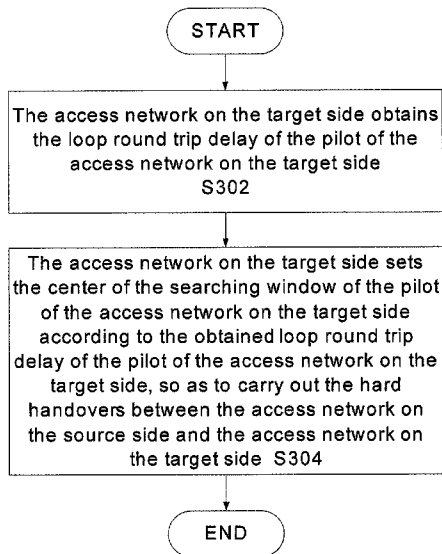 START
The access network on the target side obtains
the loop round trip delay of the pilot of the
access network on the target side
S302
The access network on the target side sets
the center of the searching window of the pilot
of the access network on the target side
according to the obtained loop round trip
delay of the pilot of the access network on the
target side, so as to carry out the hard
handovers between the access network on
the source side and the access network on
the target side S304
END